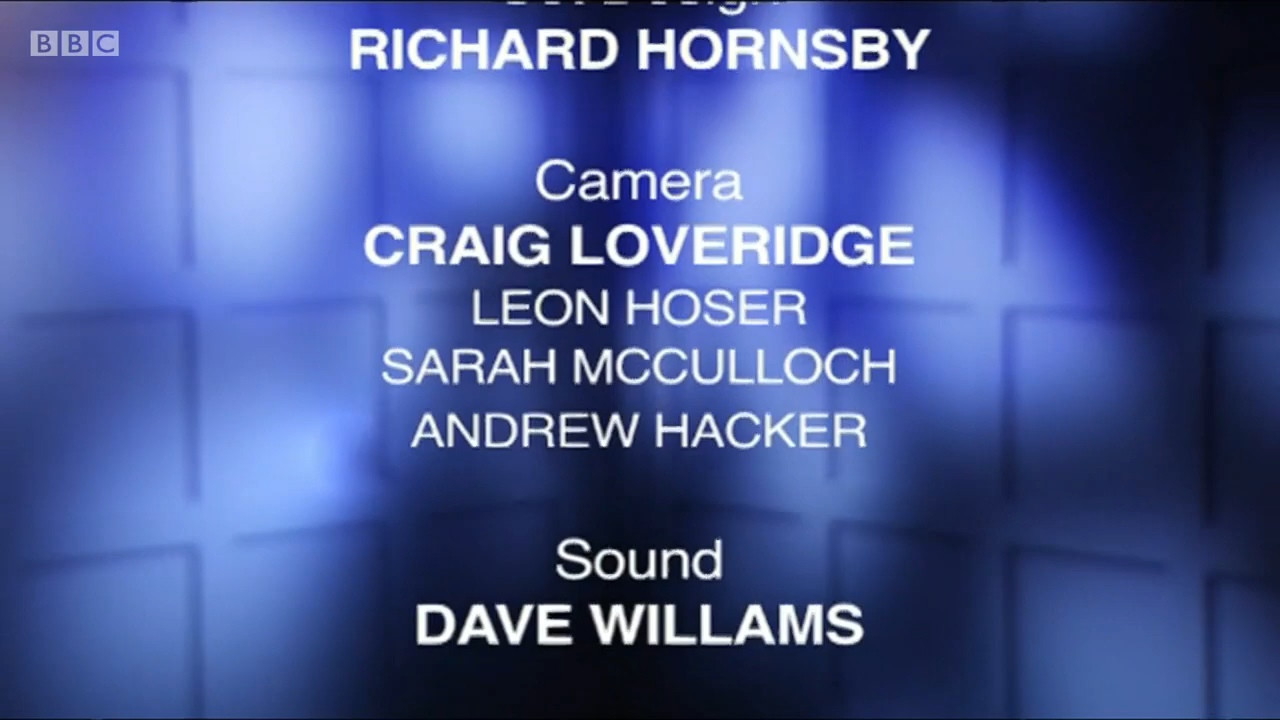 BBC
RICHARD HORNSBY
Camera
CRAIG LOVERIDGE
LEON HOSER
SARAH MCCULLOCH
ANDREW HACKER
Sound
DAVE WILLAMS